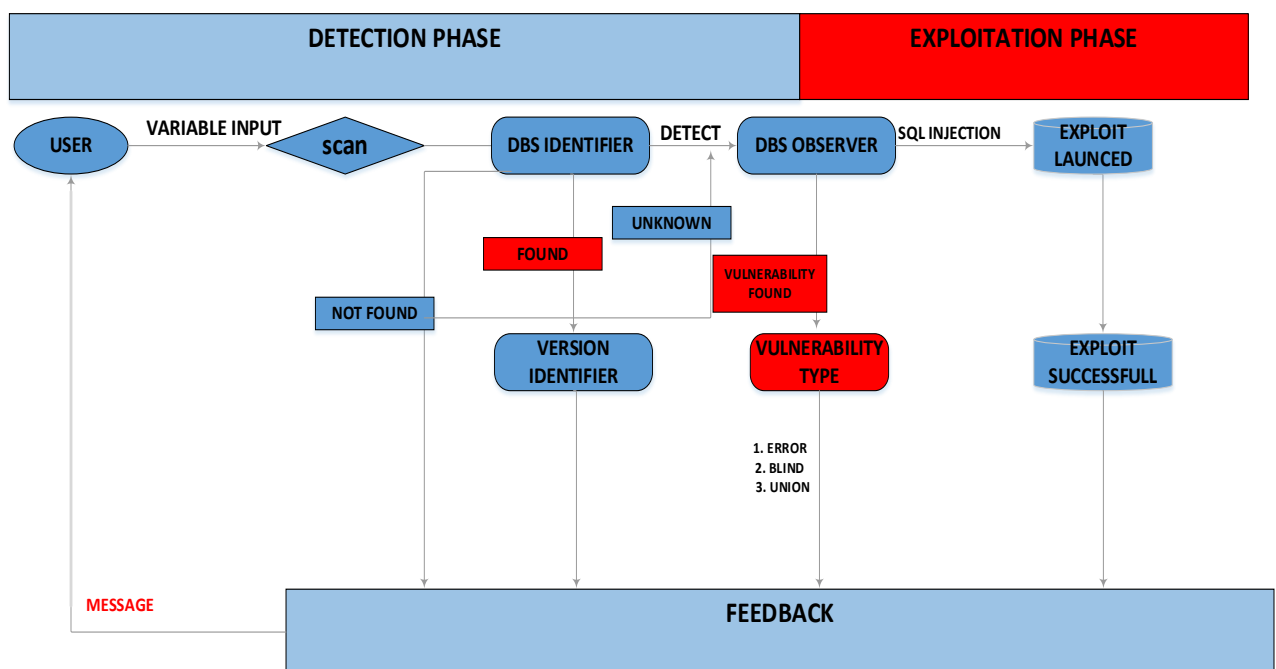 DETECTION PHASE
EXPLOITATION PHASE
USER
VARIABLE INPUT
scan
DBS IDENTIFIER
DETECT
DBS OBSERVER
SQL INJECTION
EXPLOIT
LAUNCED
UNKNOWN
FOUND
VULNERABILITY
FOUND
NOT FOUND
VERSION
IDENTIFIER
VULNERABILITY
TYPE
EXPLOIT
SUCCESSFULL
1. ERROR
2. BLIND
3. UNION
MESSAGE
FEEDBACK